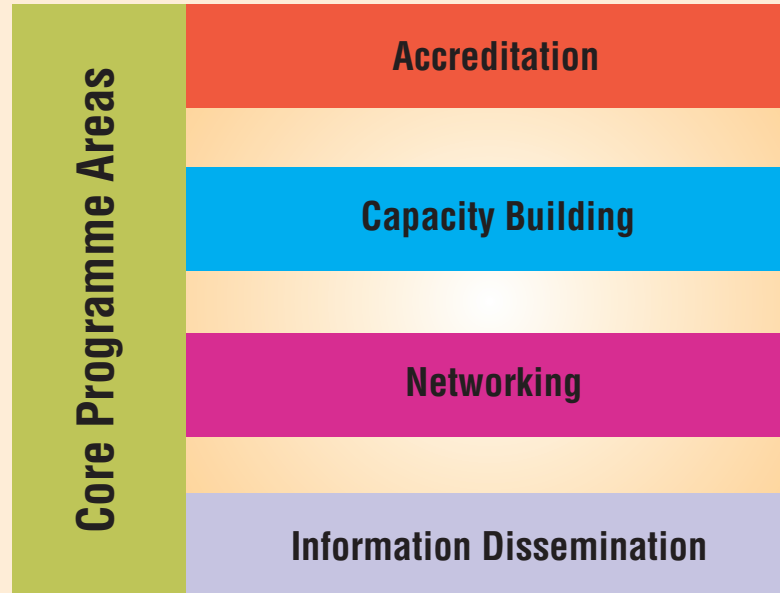 Core Programme Areas
Accreditation
Capacity Building
Networking
Information Dissemination